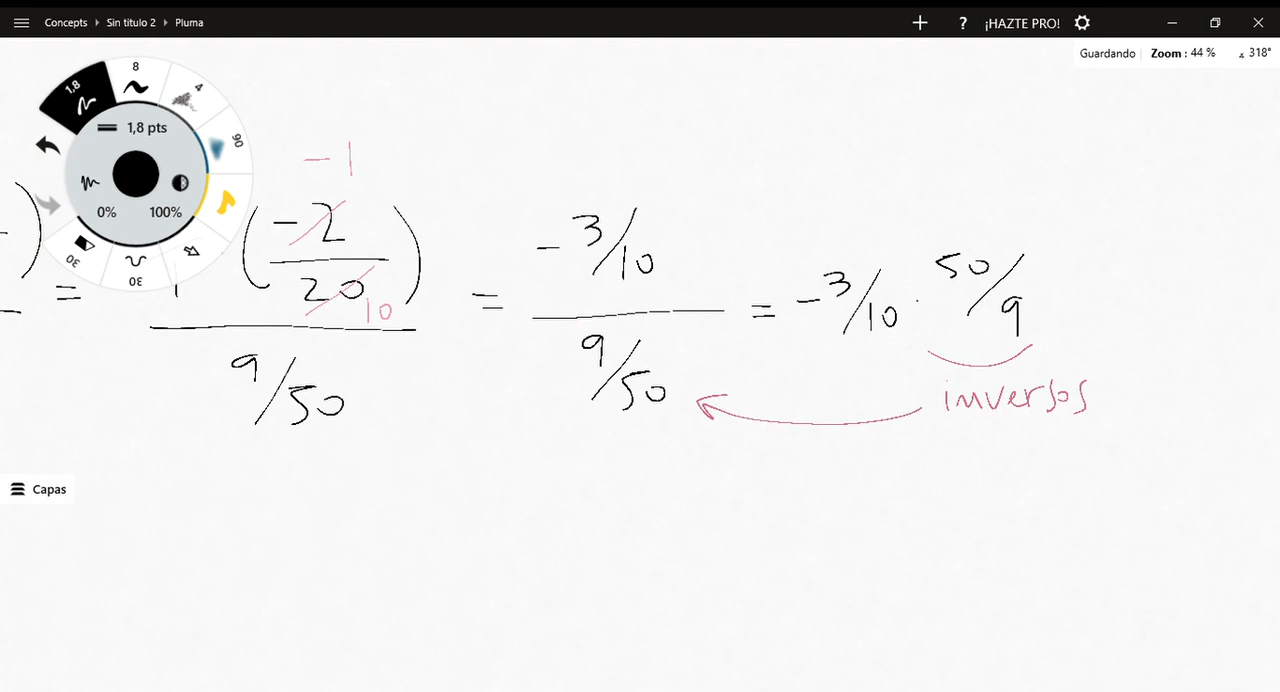 Concepts ▸ Sin título 2 ▸ Pluma
+ ? ¡HAZTE PRO!
Guardando Zoom : 44 % 318°
8
1.8
4
1,8 pts
90
0% 100%
30
30
30
-1
) = (-2/20) / 9/50 = -3/10 / 9/50 = -3/10 · 50/9
10
inversos
Capas